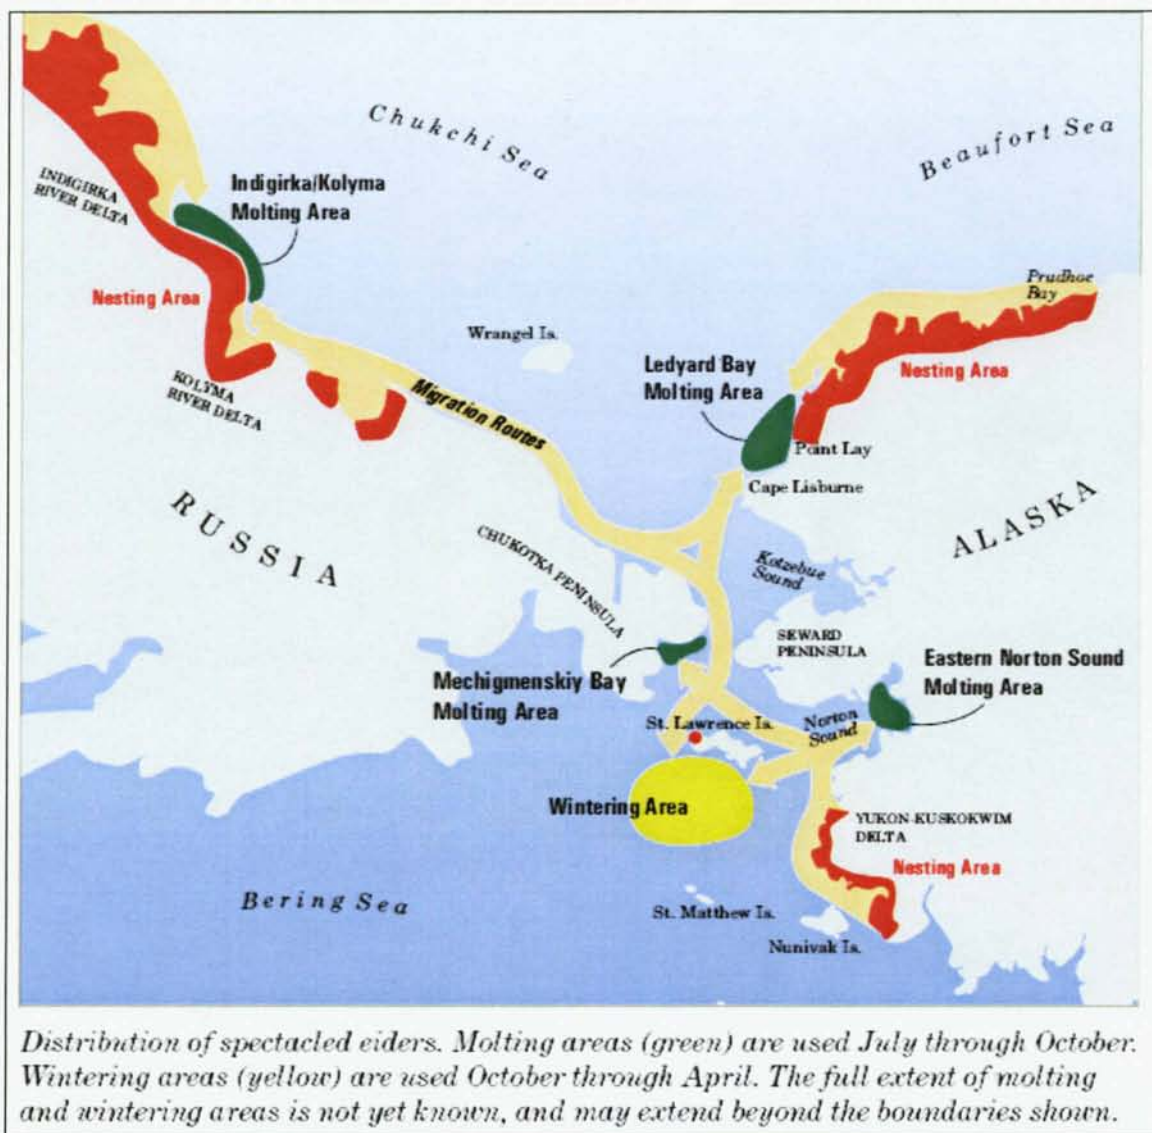 Chukchi Sea
Beaufort Sea
INDIGIRKA
RIVER DELTA
Indigirka/Kolyma
Molting Area
Nesting Area
Prudhoe
Bay
Wrangel Is.
Ledyard Bay
Molting Area
Nesting Area
KOLYMA
RIVER DELTA
Migration Routes
Point Lay
Cape Lisburne
RUSSIA
ALASKA
CHUKOTKA PENINSULA
Kotzebue
Sound
SEWARD
PENINSULA
Eastern Norton Sound
Molting Area
Mechigmenskiy Bay
Molting Area
St. Lawrence Is.
Norton
Sound
Wintering Area
YUKON-KUSKOKWIM
DELTA
Nesting Area
Bering Sea
St. Matthew Is.
Nunivak Is.
Distribution of spectacled eiders. Molting areas (green) are used July through October.
Wintering areas (yellow) are used October through April. The full extent of molting
and wintering areas is not yet known, and may extend beyond the boundaries shown.